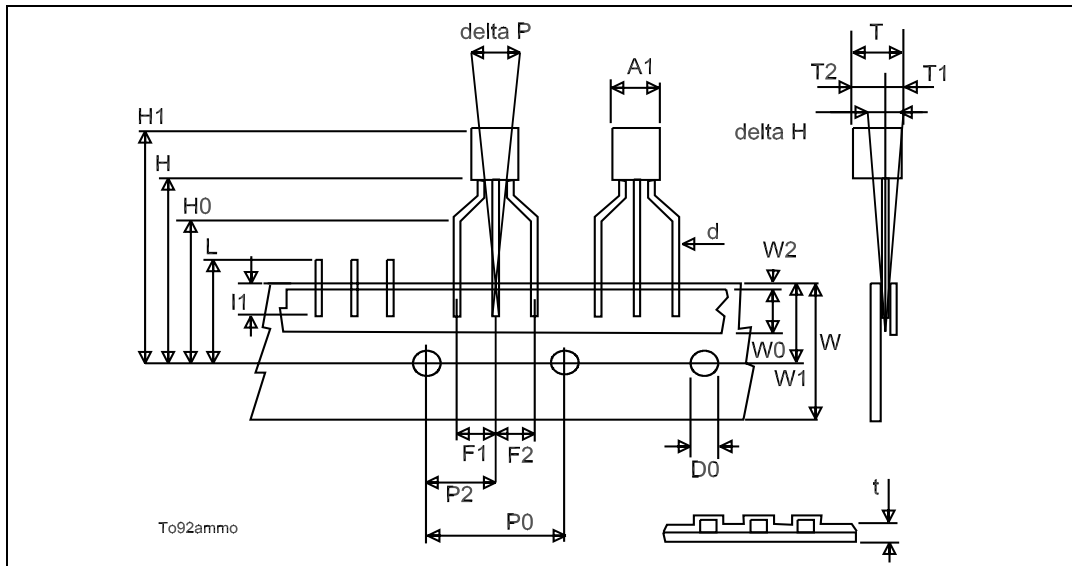 delta P
T
A1
T2
T1
H1
delta H
H
H0
d
L
W2
I1
W0
W
W1
F1
F2
D0
P2
t
P0
To92ammo